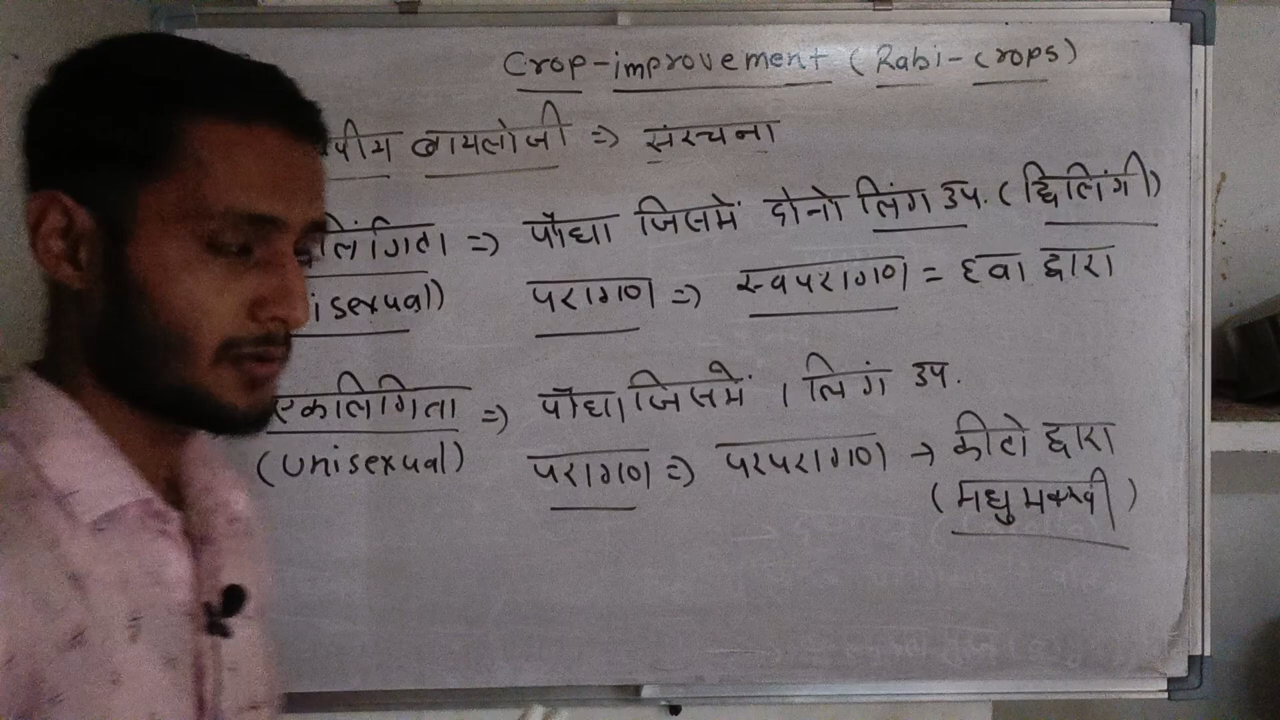 Crop-improvement (Rabi-Crops)
बायलोजी => संरचना
=> पौधा जिसमें दोनो लिंग उप. (द्विलिंगी)
परागण => स्वपरागण = हवा द्वारा
एकलिंगिता => पौधा जिसमें 1 लिंग उप.
(Unisexual) परागण => परपरागण → कीटो द्वारा
(मधुमक्खी)